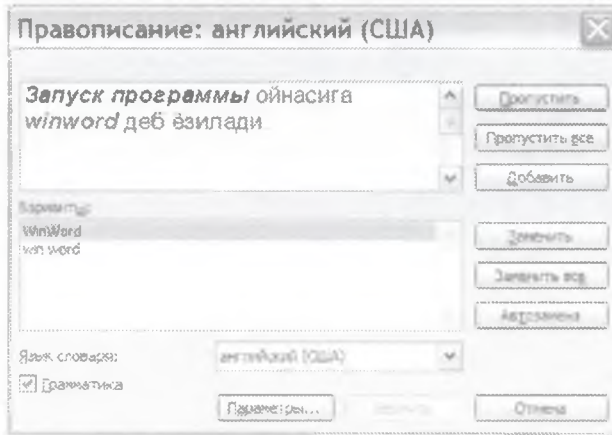 Правописание: английский (США)
Запуск программы ойнасига
winword деб ёзилади
Пропустить
Пропустить все
Добавить
Варианты:
WinWord
win word
Заменить
Заменить все
Автозамена
Язык словаря:
английский (США)
Грамматика
Параметры...
Отмена